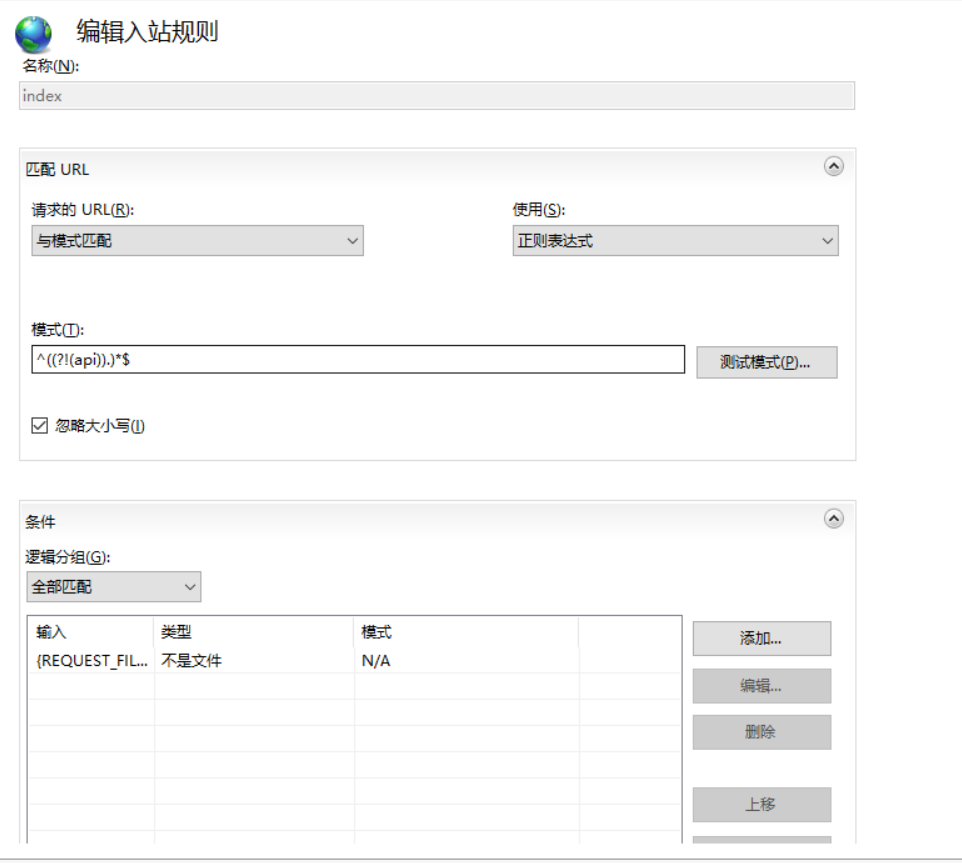 编辑入站规则
名称(N):
index
匹配 URL
请求的 URL(R):
使用(S):
与模式匹配
正则表达式
模式(T):
^((?!(api)).)*$
测试模式(P)...
忽略大小写(I)
条件
逻辑分组(G):
全部匹配
输入 类型 模式
添加...
{REQUEST_FIL... 不是文件 N/A
编辑...
删除
上移